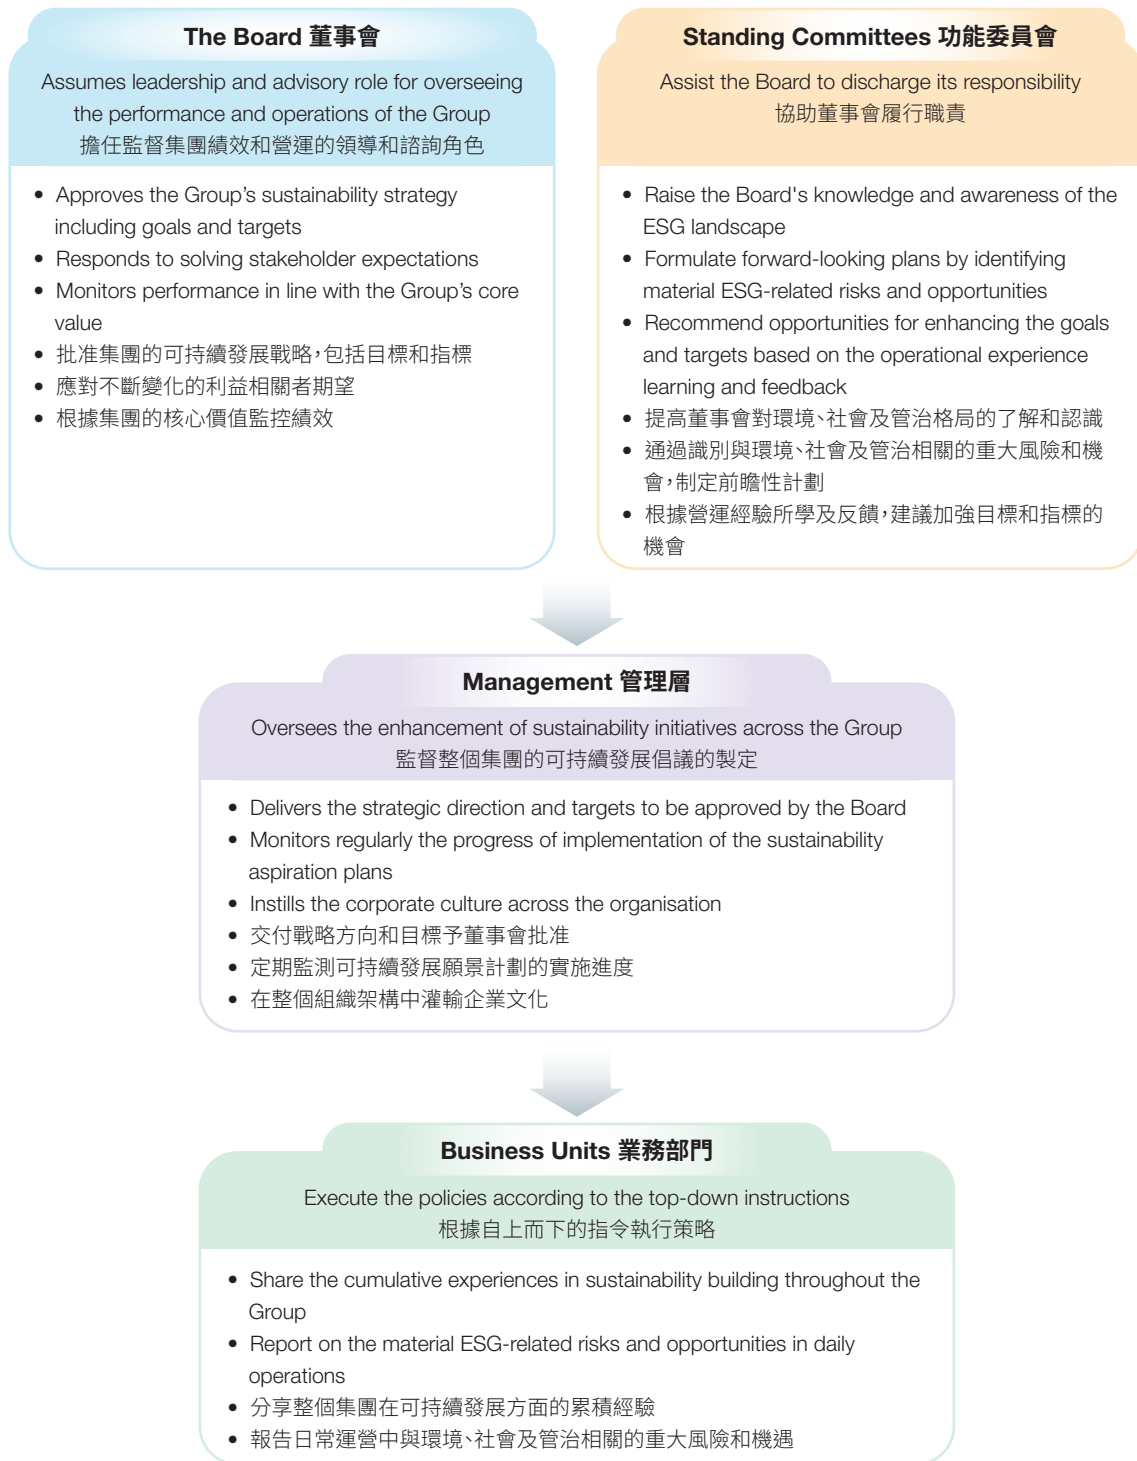 The Board 董事會
Assumes leadership and advisory role for overseeing
the performance and operations of the Group
擔任監督集團績效和營運的領導和諮詢角色
• Approves the Group’s sustainability strategy
including goals and targets
• Responds to solving stakeholder expectations
• Monitors performance in line with the Group’s core
value
• 批准集團的可持續發展戰略，包括目標和指標
• 應對不斷變化的利益相關者期望
• 根據集團的核心價值監控績效
Standing Committees 功能委員會
Assist the Board to discharge its responsibility
協助董事會履行職責
• Raise the Board's knowledge and awareness of the
ESG landscape
• Formulate forward-looking plans by identifying
material ESG-related risks and opportunities
• Recommend opportunities for enhancing the goals
and targets based on the operational experience
learning and feedback
• 提高董事會對環境、社會及管治格局的了解和認識
• 通過識別與環境、社會及管治相關的重大風險和機
會，制定前瞻性計劃
• 根據營運經驗所學及反饋，建議加強目標和指標的
機會
Management 管理層
Oversees the enhancement of sustainability initiatives across the Group
監督整個集團的可持續發展倡議的製定
• Delivers the strategic direction and targets to be approved by the Board
• Monitors regularly the progress of implementation of the sustainability
aspiration plans
• Instills the corporate culture across the organisation
• 交付戰略方向和目標予董事會批准
• 定期監測可持續發展願景計劃的實施進度
• 在整個組織架構中灌輸企業文化
Business Units 業務部門
Execute the policies according to the top-down instructions
根據自上而下的指令執行策略
• Share the cumulative experiences in sustainability building throughout the
Group
• Report on the material ESG-related risks and opportunities in daily
operations
• 分享整個集團在可持續發展方面的累積經驗
• 報告日常運營中與環境、社會及管治相關的重大風險和機遇